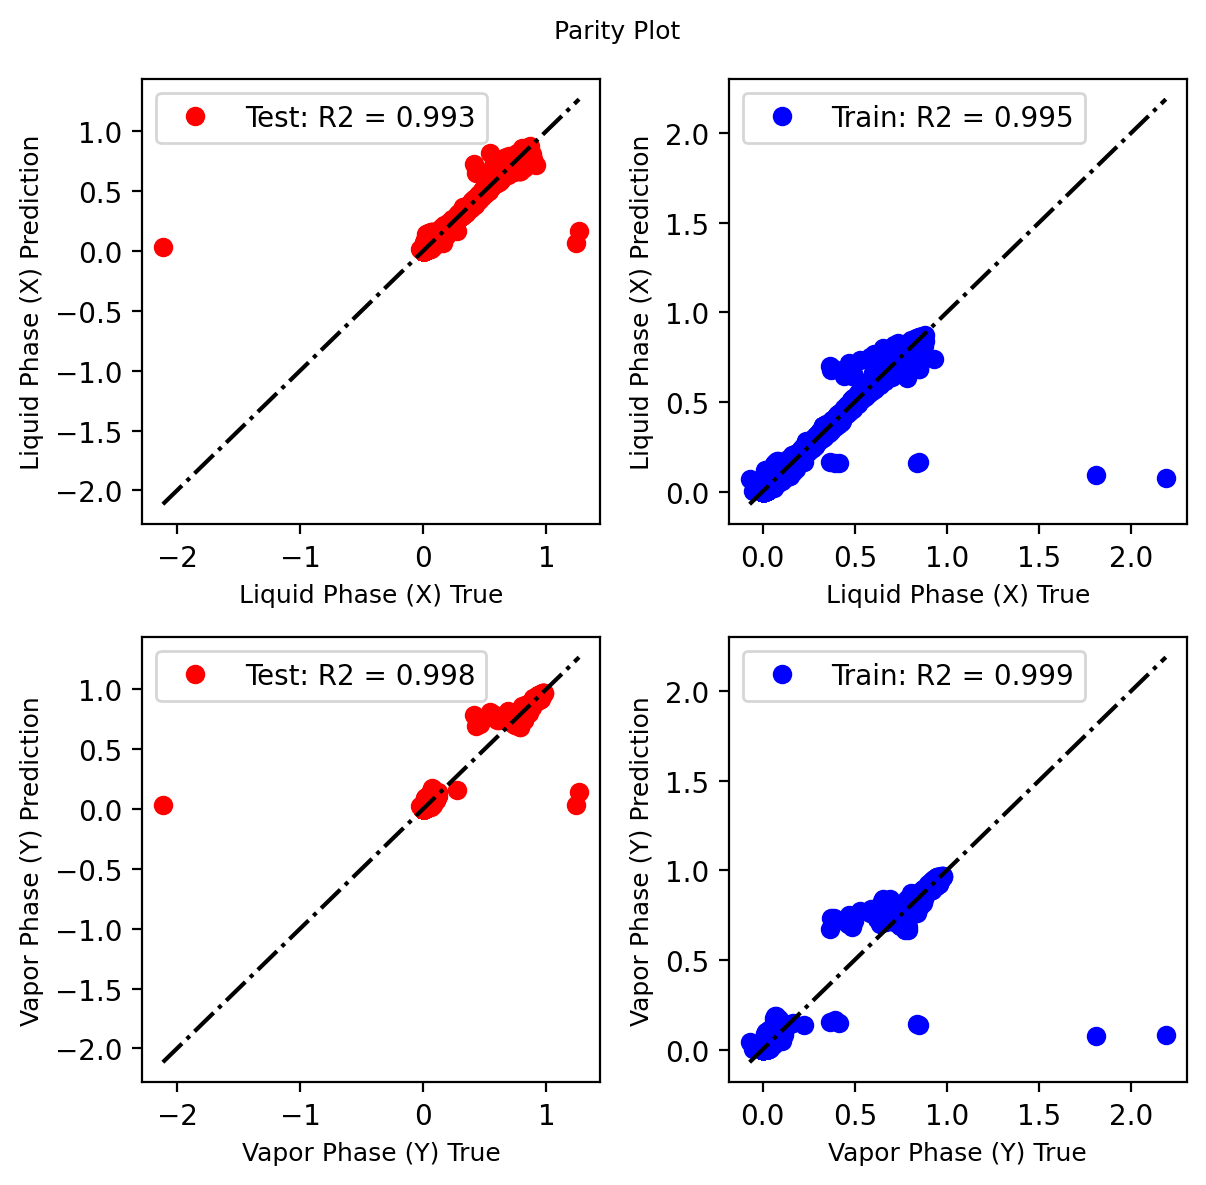 Parity Plot
Test: R2 = 0.993
1.0
0.5
0.0
−0.5
−1.0
−1.5
−2.0
Liquid Phase (X) Prediction
−2 −1 0 1
Liquid Phase (X) True
Train: R2 = 0.995
2.0
1.5
1.0
0.5
0.0
Liquid Phase (X) Prediction
0.0 0.5 1.0 1.5 2.0
Liquid Phase (X) True
Test: R2 = 0.998
1.0
0.5
0.0
−0.5
−1.0
−1.5
−2.0
Vapor Phase (Y) Prediction
−2 −1 0 1
Vapor Phase (Y) True
Train: R2 = 0.999
2.0
1.5
1.0
0.5
0.0
Vapor Phase (Y) Prediction
0.0 0.5 1.0 1.5 2.0
Vapor Phase (Y) True